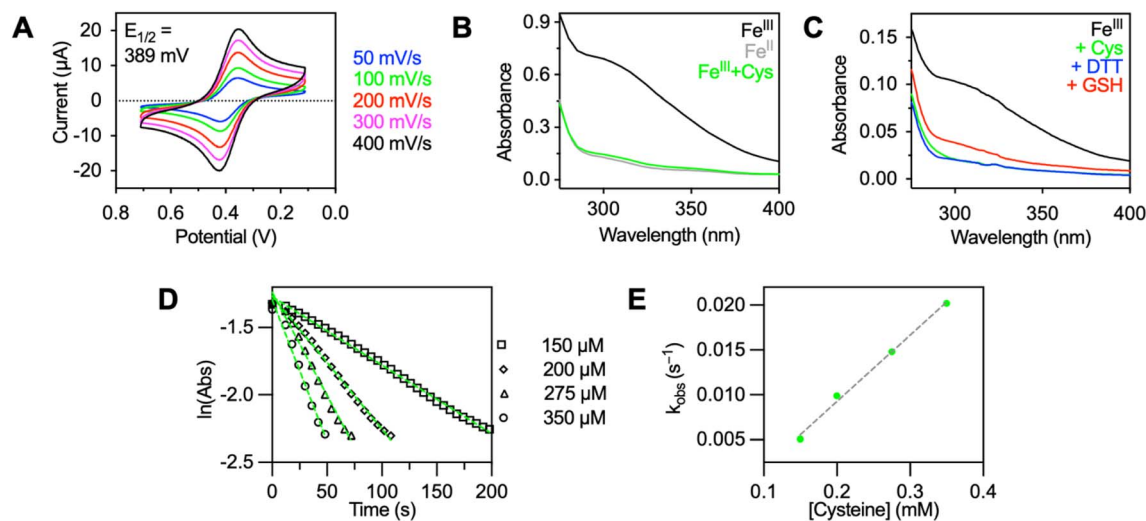 A
E1/2 =
389 mV
Current (µA)
20
10
0
-10
-20
0.8
0.6
0.4
0.2
0.0
Potential (V)
50 mV/s
100 mV/s
200 mV/s
300 mV/s
400 mV/s
B
Absorbance
0.9
0.6
0.3
0.0
300
350
400
Wavelength (nm)
FeIII
FeII
FeIII+Cys
C
Absorbance
0.15
0.10
0.05
0.00
300
350
400
Wavelength (nm)
FeIII
+ Cys
+ DTT
+ GSH
D
ln(Abs)
-1.5
-2.0
-2.5
0
50
100
150
200
Time (s)
150 µM
200 µM
275 µM
350 µM
E
kobs (s−1)
0.020
0.015
0.010
0.005
0.1
0.2
0.3
0.4
[Cysteine] (mM)